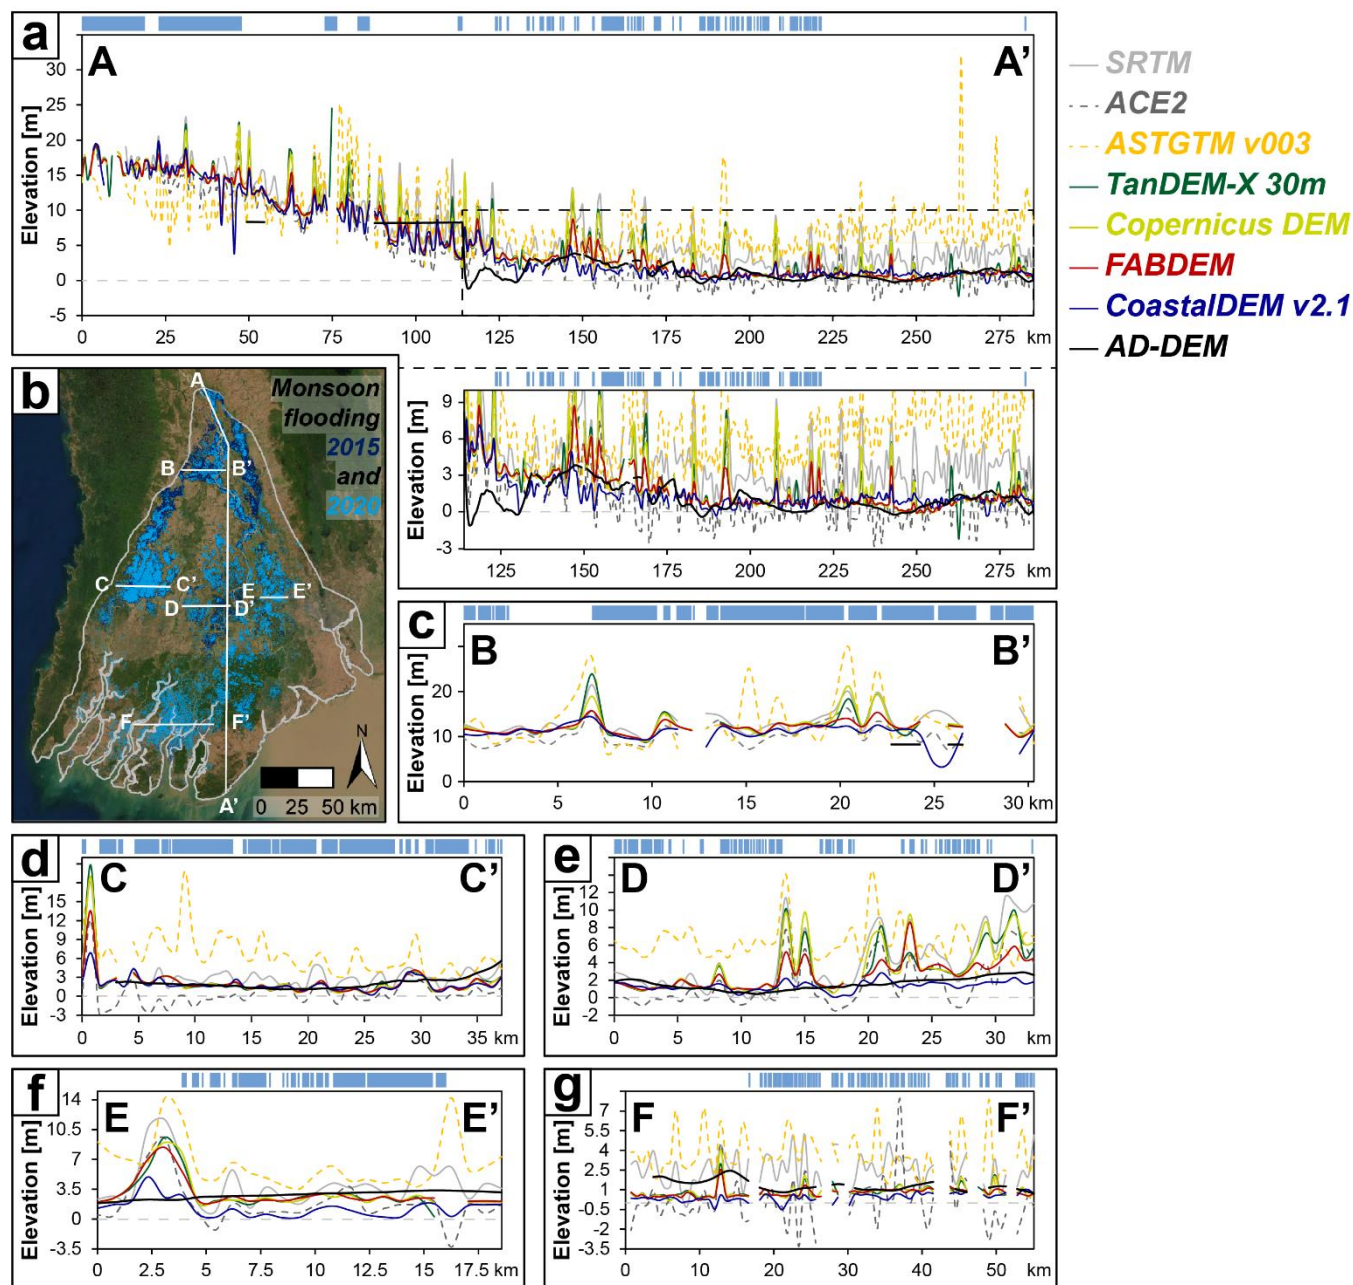 a
A
A'
Elevation [m]
30
25
20
15
10
5
0
-5
0 25 50 75 100 125 150 175 200 225 250 275 km
SRTM
ACE2
ASTGTM v003
TanDEM-X 30m
Copernicus DEM
FABDEM
CoastalDEM v2.1
AD-DEM
b
Monsoon
flooding
2015
and
2020
A
B B'
C C'
D D'
E E'
F F'
A'
N
0 25 50 km
Elevation [m]
9
6
3
0
-3
125 150 175 200 225 250 275 km
c
B
B'
Elevation [m]
20
10
0
0 5 10 15 20 25 30 km
d
C
C'
Elevation [m]
15
12
9
6
3
0
-3
0 5 10 15 20 25 30 35 km
e
D
D'
Elevation [m]
12
10
8
6
4
2
0
-2
0 5 10 15 20 25 30 km
f
E
E'
Elevation [m]
14
10.5
7
3.5
0
-3.5
0 2.5 5 7.5 10 12.5 15 17.5 km
g
F
F'
Elevation [m]
7
5.5
4
2.5
1
-0.5
-2
-3.5
0 10 20 30 40 50 km